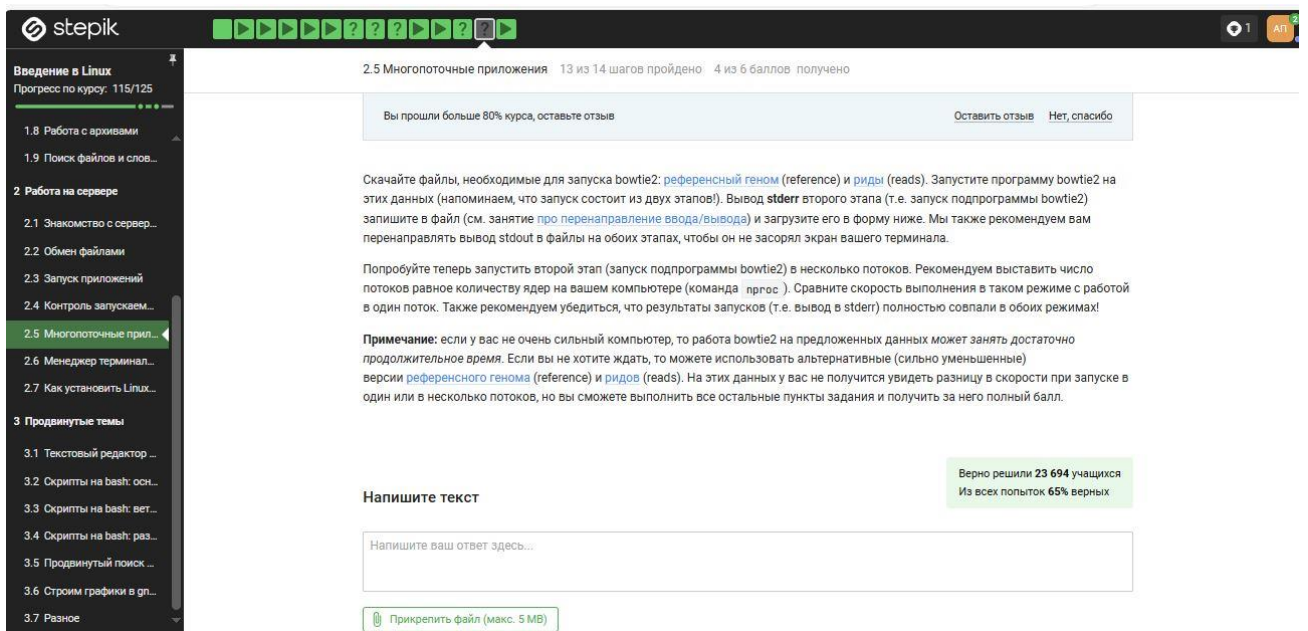 stepik
? ? ? ? ?
1
АП
2
Введение в Linux
Прогресс по курсу: 115/125
1.8 Работа с архивами
1.9 Поиск файлов и слов...
2 Работа на сервере
2.1 Знакомство с сервер...
2.2 Обмен файлами
2.3 Запуск приложений
2.4 Контроль запускаем...
2.5 Многопоточные прил...
2.6 Менеджер терминал...
2.7 Как установить Linux...
3 Продвинутые темы
3.1 Текстовый редактор ...
3.2 Скрипты на bash: осн...
3.3 Скрипты на bash: вет...
3.4 Скрипты на bash: раз...
3.5 Продвинутый поиск ...
3.6 Строим графики в gn...
3.7 Разное
2.5 Многопоточные приложения 13 из 14 шагов пройдено 4 из 6 баллов получено
Вы прошли больше 80% курса, оставьте отзыв Оставить отзыв Нет, спасибо
Скачайте файлы, необходимые для запуска bowtie2: референсный геном (reference) и риды (reads). Запустите программу bowtie2 на
этих данных (напоминаем, что запуск состоит из двух этапов!). Вывод stderr второго этапа (т.е. запуск подпрограммы bowtie2)
запишите в файл (см. занятие про перенаправление ввода/вывода) и загрузите его в форму ниже. Мы также рекомендуем вам
перенаправлять вывод stdout в файлы на обоих этапах, чтобы он не засорял экран вашего терминала.
Попробуйте теперь запустить второй этап (запуск подпрограммы bowtie2) в несколько потоков. Рекомендуем выставить число
потоков равное количеству ядер на вашем компьютере (команда nproc ). Сравните скорость выполнения в таком режиме с работой
в один поток. Также рекомендуем убедиться, что результаты запусков (т.е. вывод в stderr) полностью совпали в обоих режимах!
Примечание: если у вас не очень сильный компьютер, то работа bowtie2 на предложенных данных может занять достаточно
продолжительное время. Если вы не хотите ждать, то можете использовать альтернативные (сильно уменьшенные)
версии референсного генома (reference) и ридов (reads). На этих данных у вас не получится увидеть разницу в скорости при запуске в
один или в несколько потоков, но вы сможете выполнить все остальные пункты задания и получить за него полный балл.
Верно решили 23 694 учащихся
Из всех попыток 65% верных
Напишите текст
Напишите ваш ответ здесь...
Прикрепить файл (макс. 5 MB)